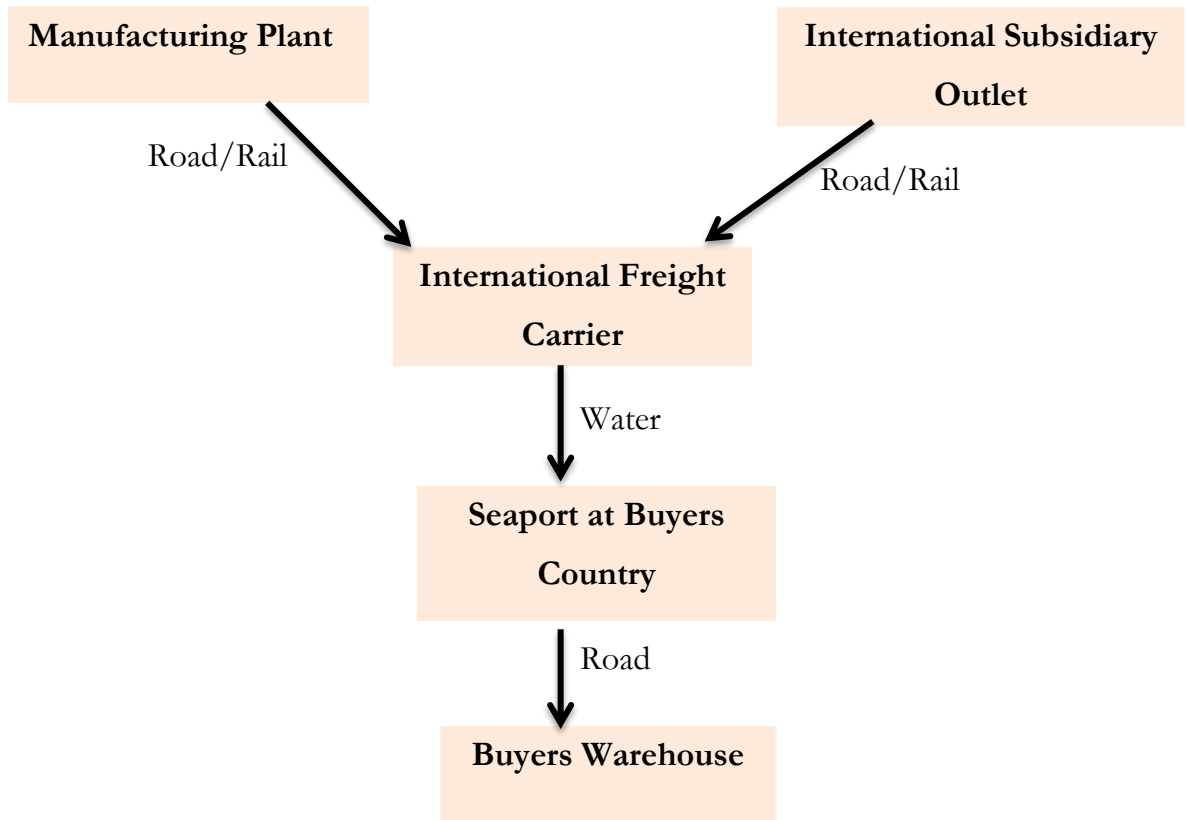 Manufacturing Plant
International Subsidiary
Outlet
Road/Rail
Road/Rail
International Freight
Carrier
Water
Seaport at Buyers
Country
Road
Buyers Warehouse